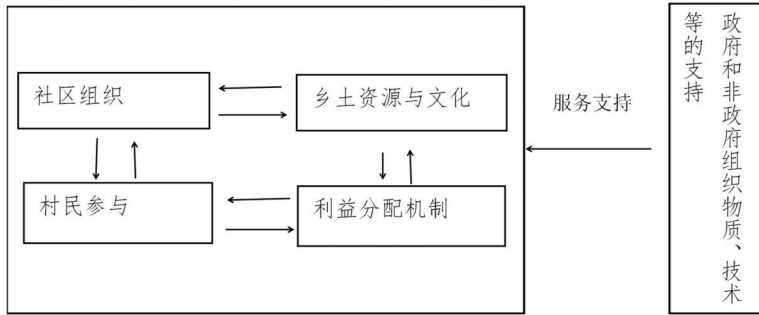 社区组织
乡土资源与文化
村民参与
利益分配机制
服务支持
政府和非政府组织物质、技术
等的支持